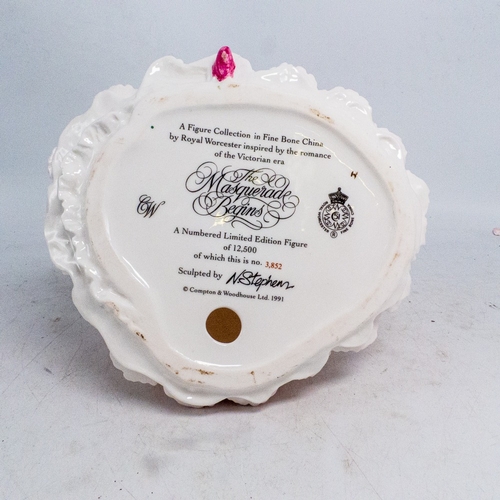 A Figure Collection in Fine Bone China
by Royal Worcester inspired by the romance
of the Victorian era
The
Masquerade
Begins
CW
H
A Numbered Limited Edition Figure
of 12,500
of which this is no. 3,852
Sculpted by N. Stephens
© Compton & Woodhouse Ltd. 1991